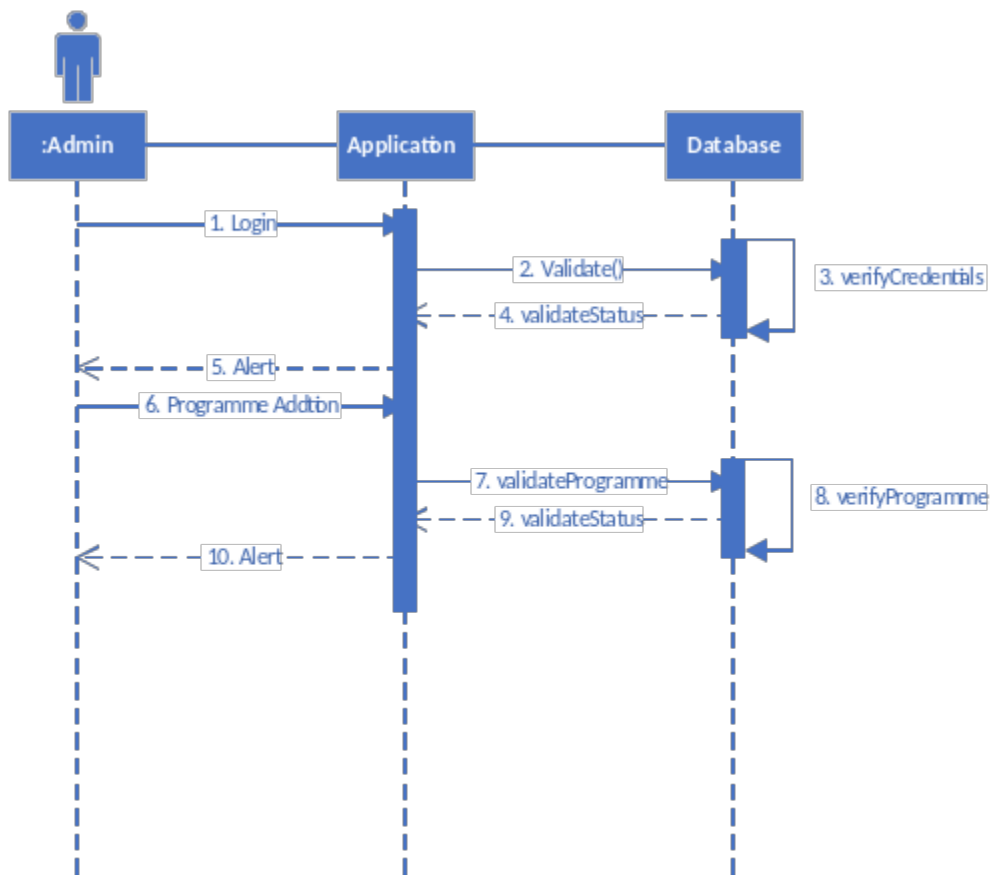 :Admin
Application
Database
1. Login
2. Validate()
3. verifyCredentials
4. validateStatus
5. Alert
6. Programme Addtion
7. validateProgramme
8. verifyProgramme
9. validateStatus
10. Alert